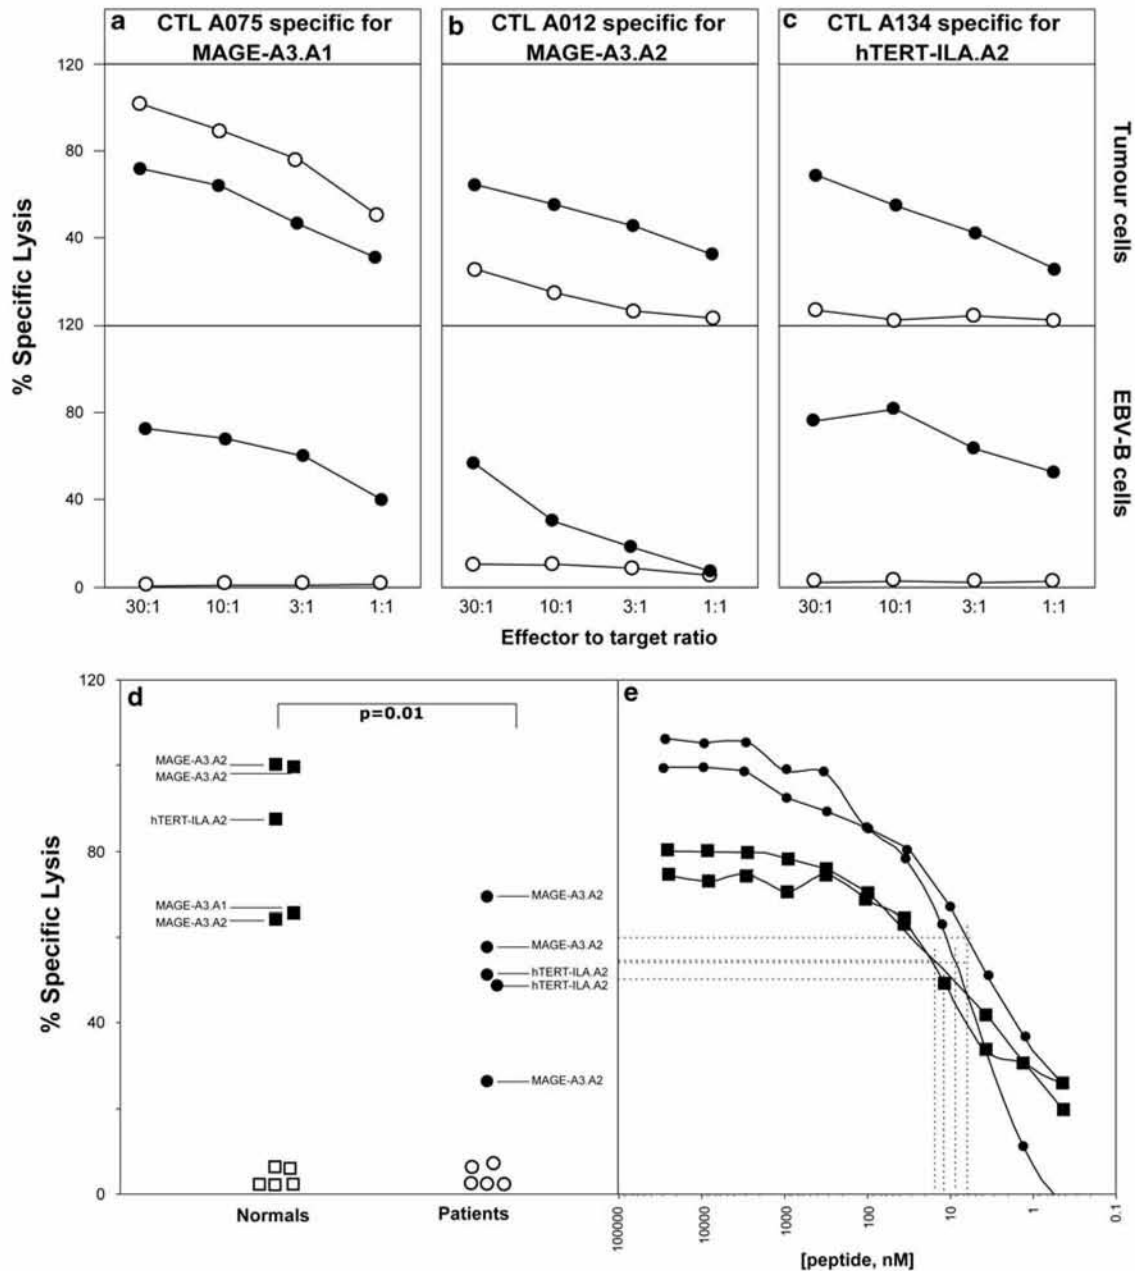 a
CTL A075 specific for
MAGE-A3.A1
b
CTL A012 specific for
MAGE-A3.A2
c
CTL A134 specific for
hTERT-ILA.A2
% Specific Lysis
120
80
40
120
80
40
0
Tumour cells
EBV-B cells
30:1 10:1 3:1 1:1
30:1 10:1 3:1 1:1
30:1 10:1 3:1 1:1
Effector to target ratio
d
% Specific Lysis
120
80
40
0
p=0.01
MAGE-A3.A2
MAGE-A3.A2
hTERT-ILA.A2
MAGE-A3.A1
MAGE-A3.A2
MAGE-A3.A2
MAGE-A3.A2
hTERT-ILA.A2
hTERT-ILA.A2
MAGE-A3.A2
Normals
Patients
e
100000
10000
1000
100
10
1
0.1
[peptide, nM]